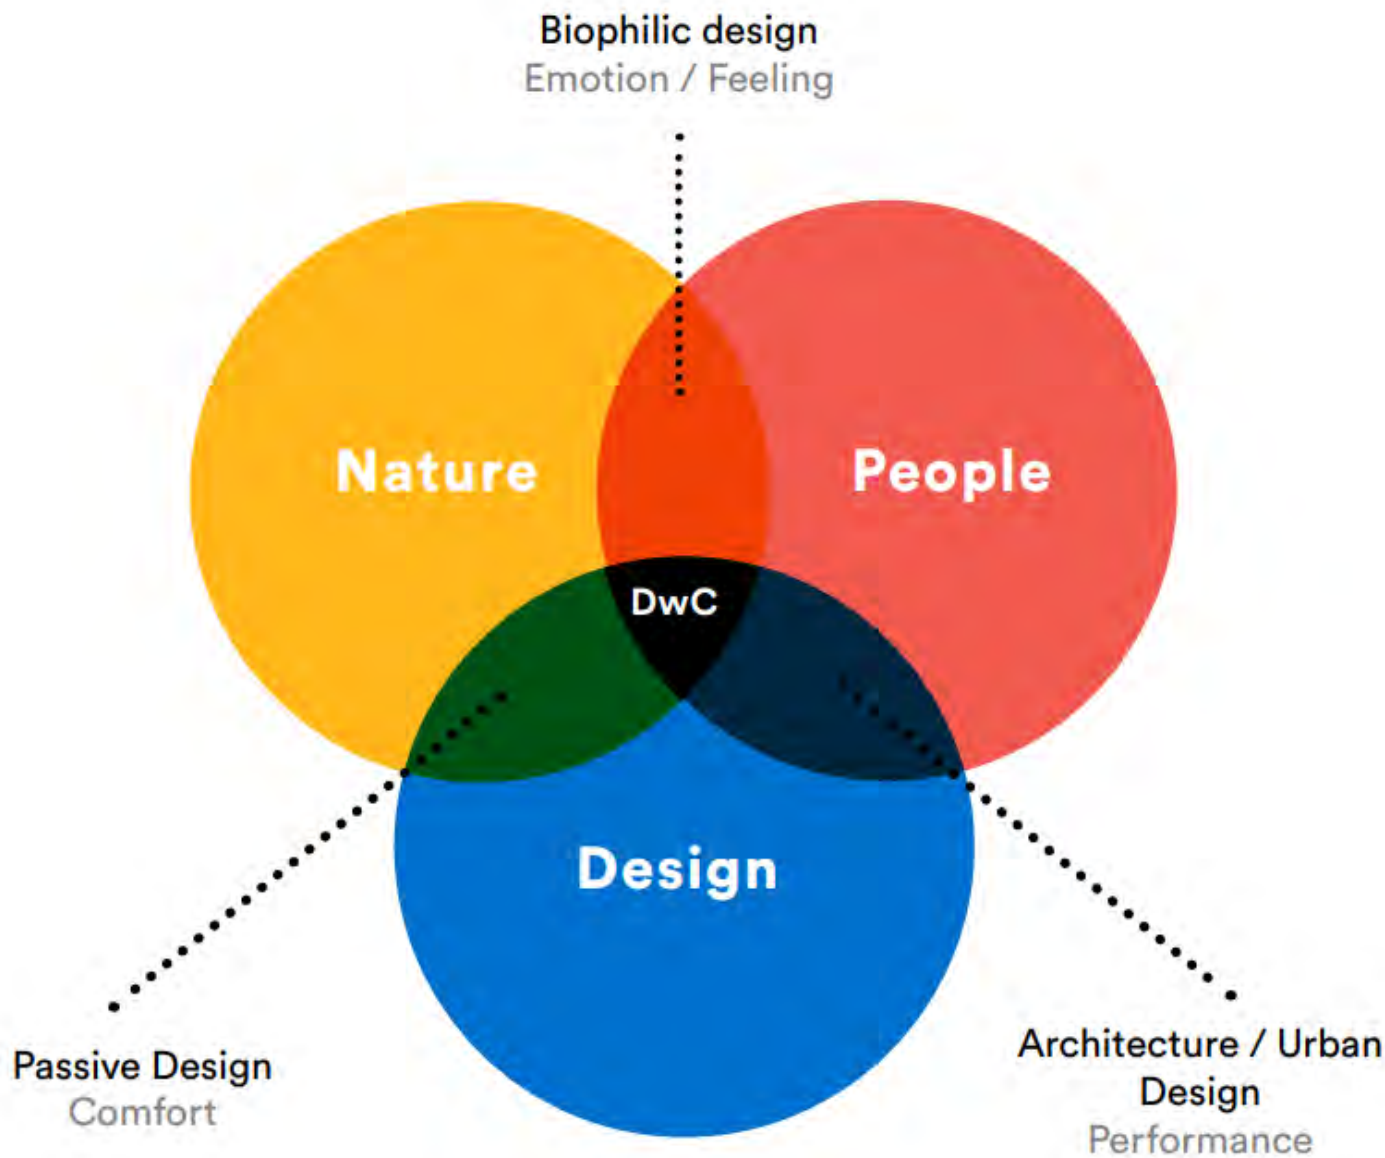 Biophilic design
Emotion / Feeling
Nature
People
DwC
Design
Passive Design
Comfort
Architecture / Urban
Design
Performance